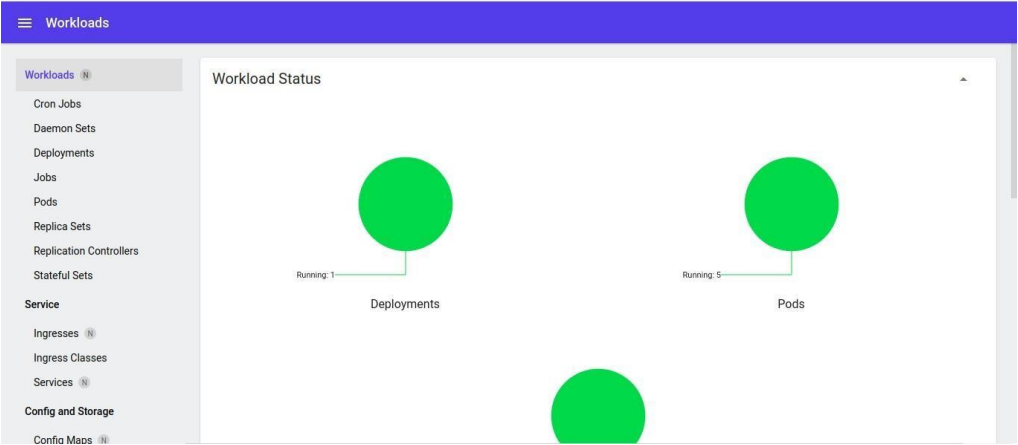 Workloads
Workloads N
Cron Jobs
Daemon Sets
Deployments
Jobs
Pods
Replica Sets
Replication Controllers
Stateful Sets
Service
Ingresses N
Ingress Classes
Services N
Config and Storage
Config Maps N
Workload Status
Running: 1
Deployments
Running: 5
Pods